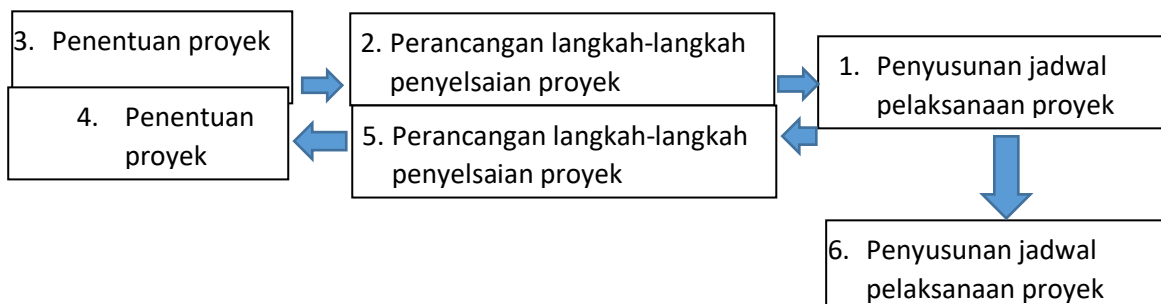 3. Penentuan proyek
2. Perancangan langkah-langkah
penyelsaian proyek
1. Penyusunan jadwal
pelaksanaan proyek
4. Penentuan
proyek
5. Perancangan langkah-langkah
penyelsaian proyek
6. Penyusunan jadwal
pelaksanaan proyek